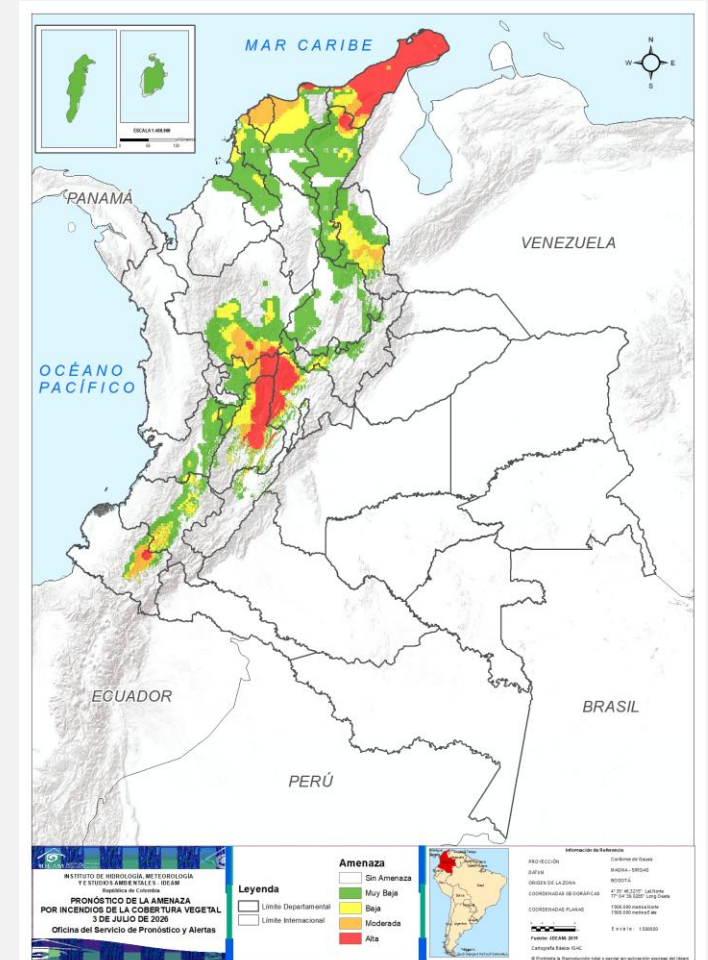 MAR CARIBE
N
W
E
S
ESCALA 1:400.000
PANAMÁ
VENEZUELA
OCÉANO
PACÍFICO
ECUADOR
BRASIL
PERÚ
IDEAM
INSTITUTO DE HIDROLOGÍA, METEOROLOGÍA
Y ESTUDIOS AMBIENTALES - IDEAM
República de Colombia
PRONÓSTICO DE LA AMENAZA
POR INCENDIOS DE LA COBERTURA VEGETAL
3 DE JULIO DE 2026
Oficina del Servicio de Pronóstico y Alertas
Leyenda
Límite Departamental
Límite Internacional
Amenaza
Sin Amenaza
Muy Baja
Baja
Moderada
Alta
Información de Referencia
PROYECCIÓN Conforme de Gauss
DATUM MAGNA - SIRGAS
ORIGEN DE LA ZONA BOGOTÁ
COORDENADAS GEOGRÁFICAS
COORDENADAS PLANAS
Fuente: IDEAM, 2019
Cartografía Básica IGAC.